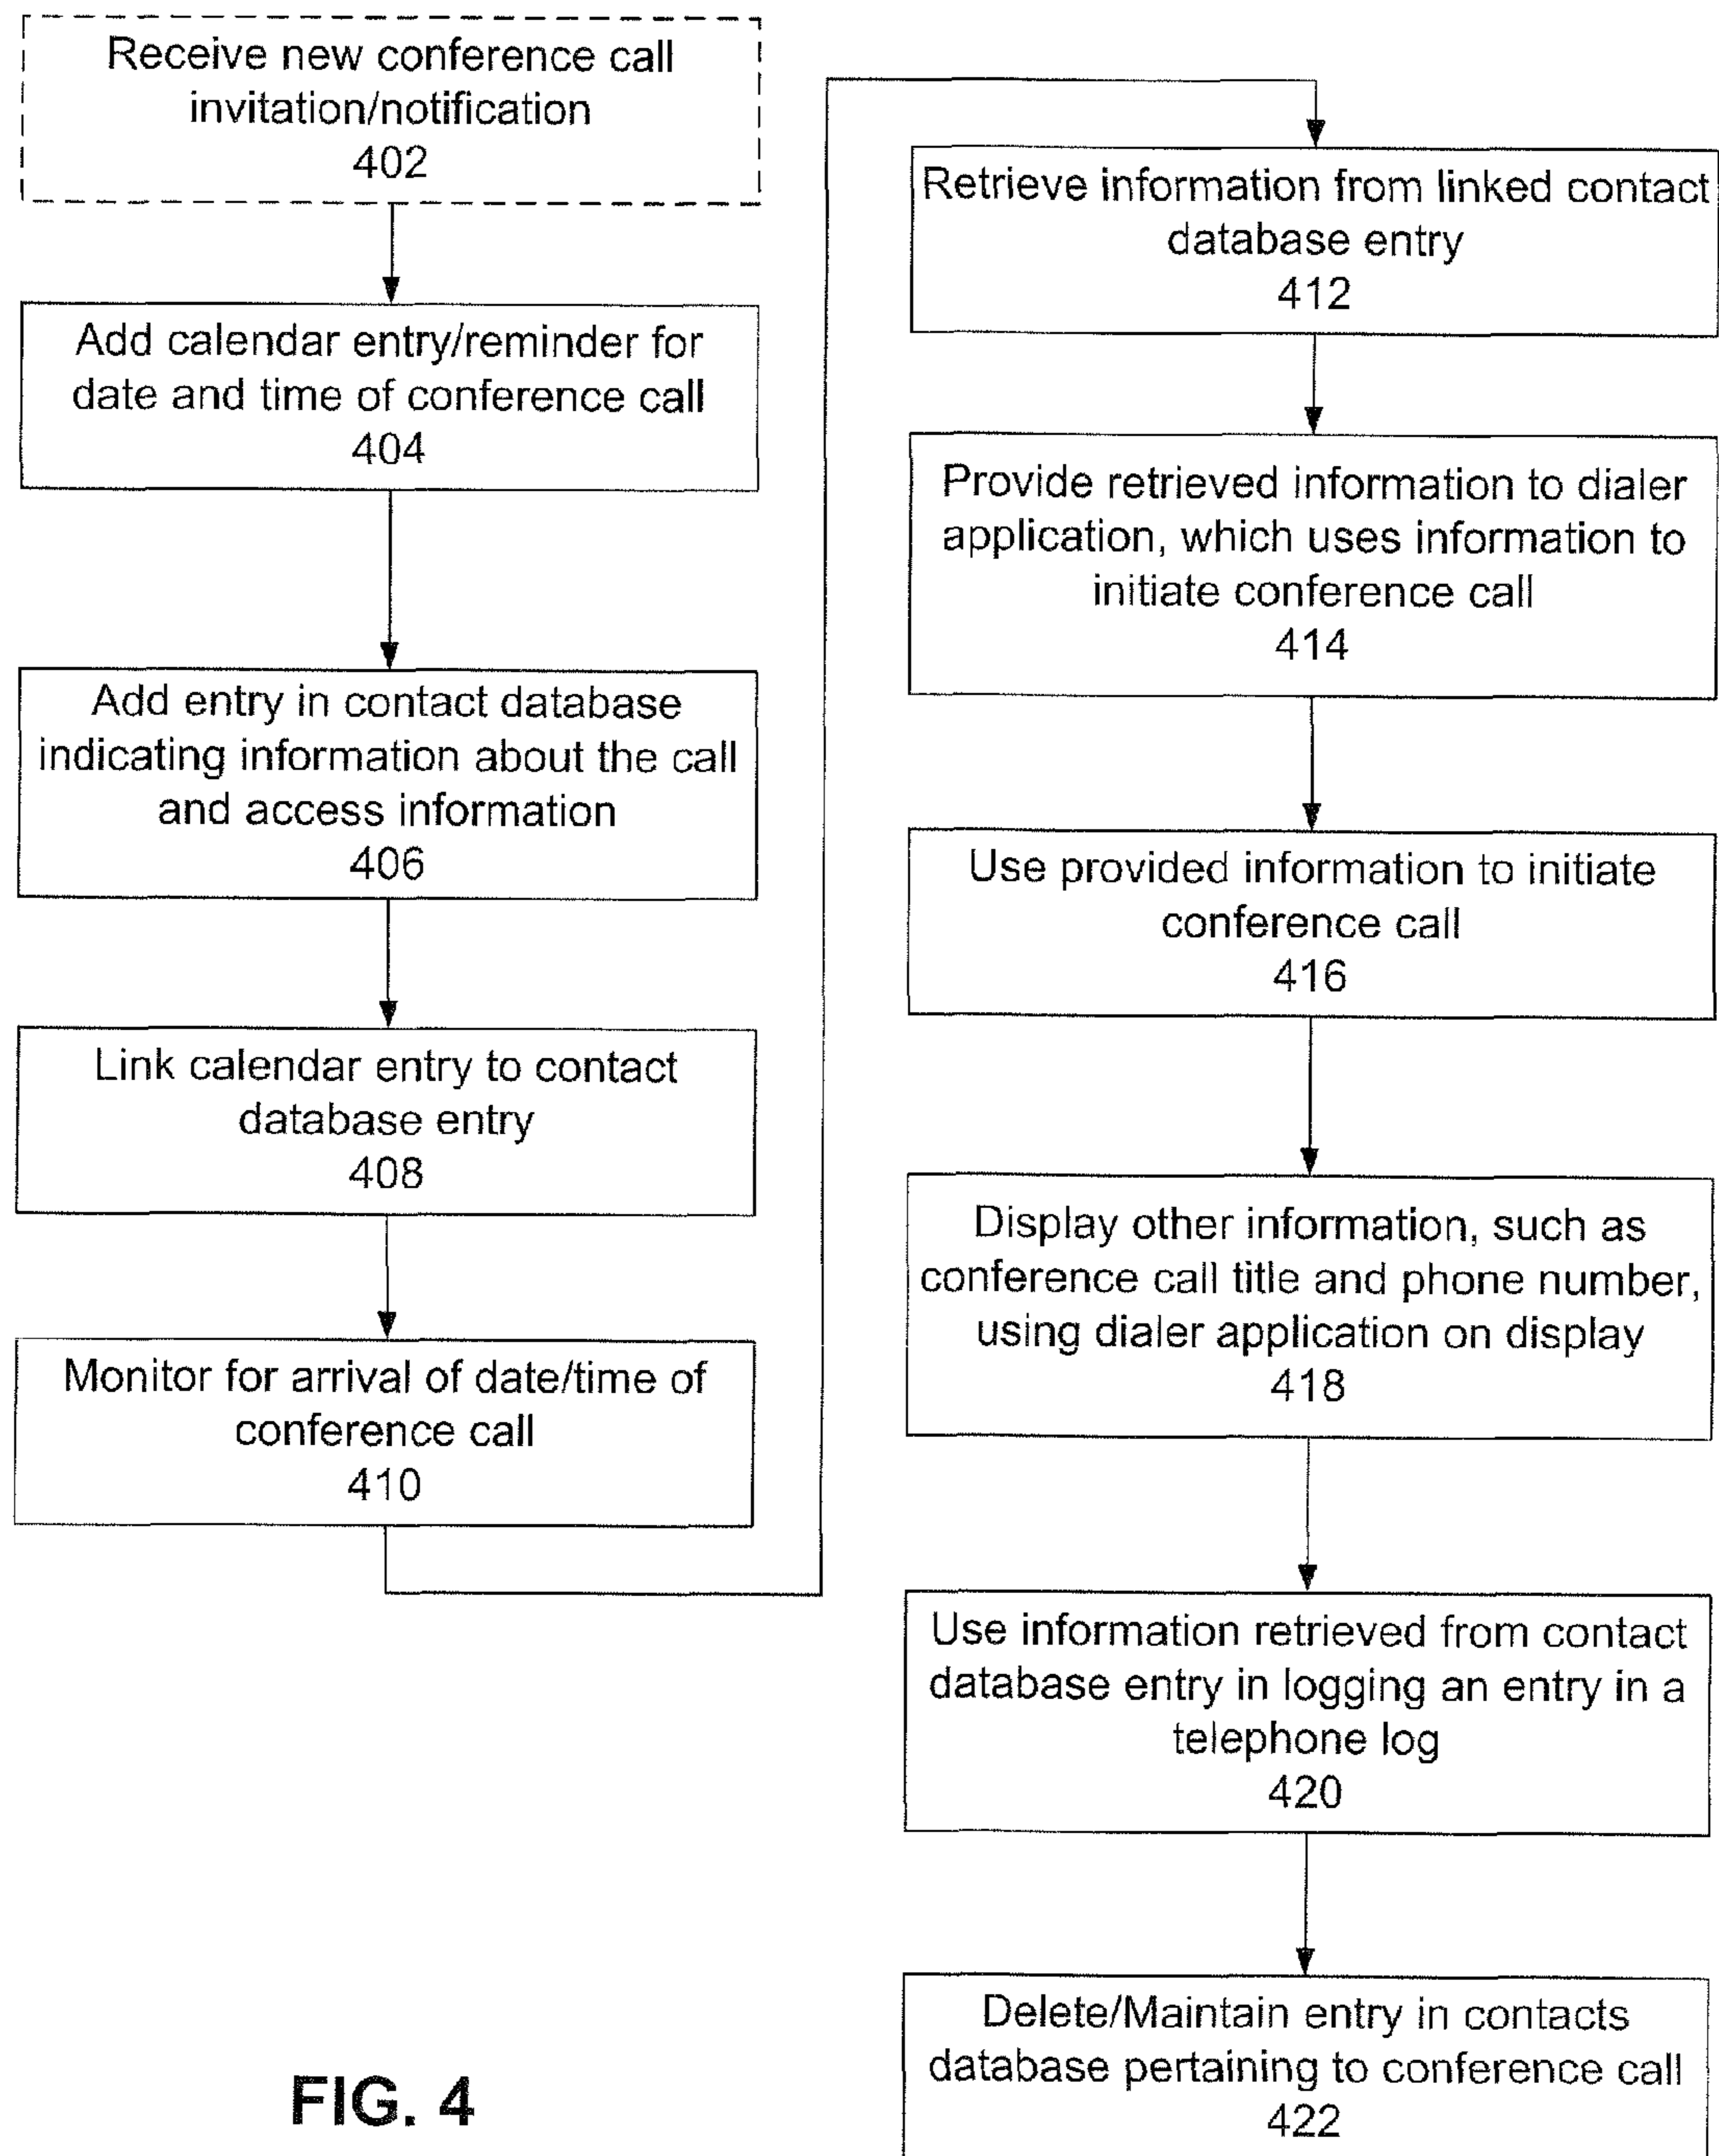 Receive new conference call
invitation/notification
402
Add calendar entry/reminder for
date and time of conference call
404
Add entry in contact database
indicating information about the call
and access information
406
Link calendar entry to contact
database entry
408
Monitor for arrival of date/time of
conference call
410
Retrieve information from linked contact
database entry
412
Provide retrieved information to dialer
application, which uses information to
initiate conference call
414
Use provided information to initiate
conference call
416
Display other information, such as
conference call title and phone number,
using dialer application on display
418
Use information retrieved from contact
database entry in logging an entry in a
telephone log
420
Delete/Maintain entry in contacts
database pertaining to conference call
422
FIG. 4